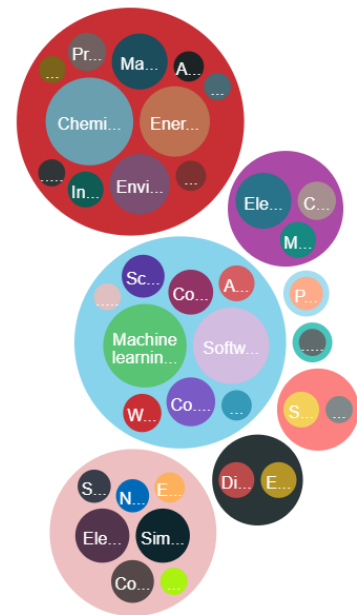 Pr...
Ma...
A...
...
...
Chemi...
Ener...
.....
In...
Envi...
...
Ele...
C...
M...
Sc...
Co...
A...
.....
P...
Machine
learnin...
Softw...
.....
W...
Co....
...
S...
...
S...
N...
E...
Di...
E...
Ele...
Sim...
Co...
...